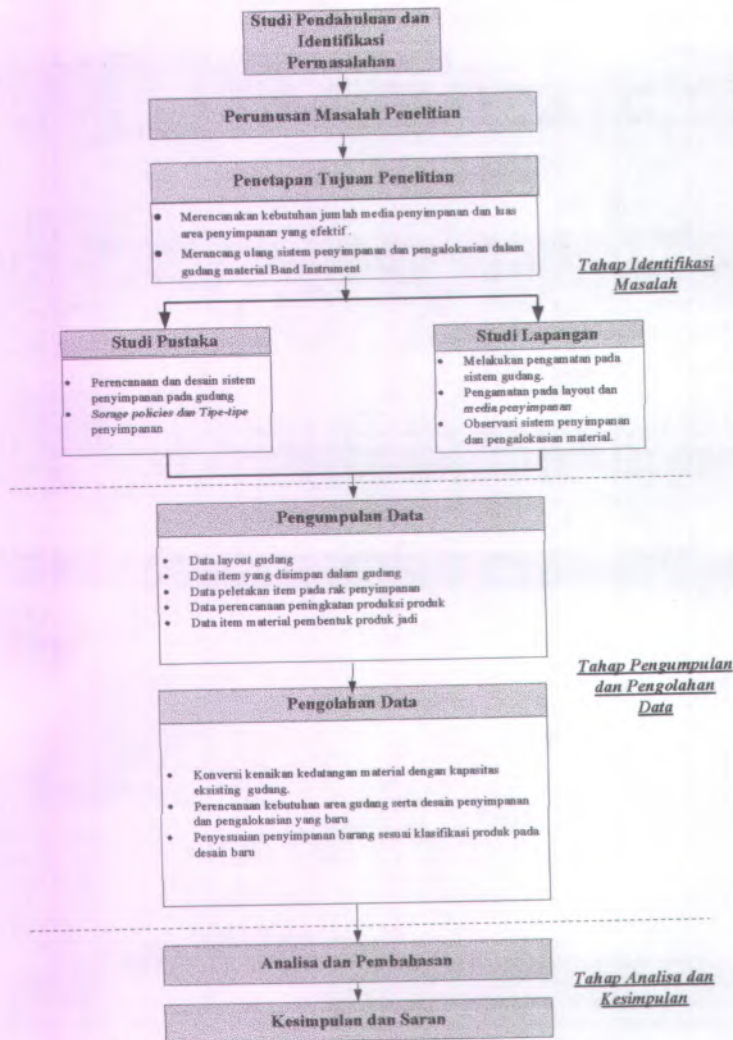 Studi Pendahuluan dan
Identifikasi
Permasalahan
Perumusan Masalah Penelitian
Penetapan Tujuan Penelitian
• Merencanakan kebutuhan jumlah media penyimpanan dan luas
area penyimpanan yang efektif .
• Merancang ulang sistem penyimpanan dan pengalokasian dalam
gudang material Band Instrument
Tahap Identifikasi
Masalah
Studi Pustaka
• Perencanaan dan desain sistem
penyimpanan pada gudang
• Sorage policies dan Tipe-tipe
penyimpanan
Studi Lapangan
• Melakukan pengamatan pada
sistem gudang.
• Pengamatan pada layout dan
media penyimpanan
• Observasi sistem penyimpanan
dan pengalokasian material.
Pengumpulan Data
• Data layout gudang
• Data item yang disimpan dalam gudang
• Data peletakan item pada rak penyimpanan
• Data perencanaan peningkatan produksi produk
• Data item material pembentuk produk jadi
Tahap Pengumpulan
dan Pengolahan
Data
Pengolahan Data
• Konversi kenaikan kedatangan material dengan kapasitas
eksisting gudang.
• Perencanaan kebutuhan area gudang serta desain penyimpanan
dan pengalokasian yang baru
• Penyesuaian penyimpanan barang sesuai klasifikasi produk pada
desain baru
Analisa dan Pembahasan
Tahap Analisa dan
Kesimpulan
Kesimpulan dan Saran